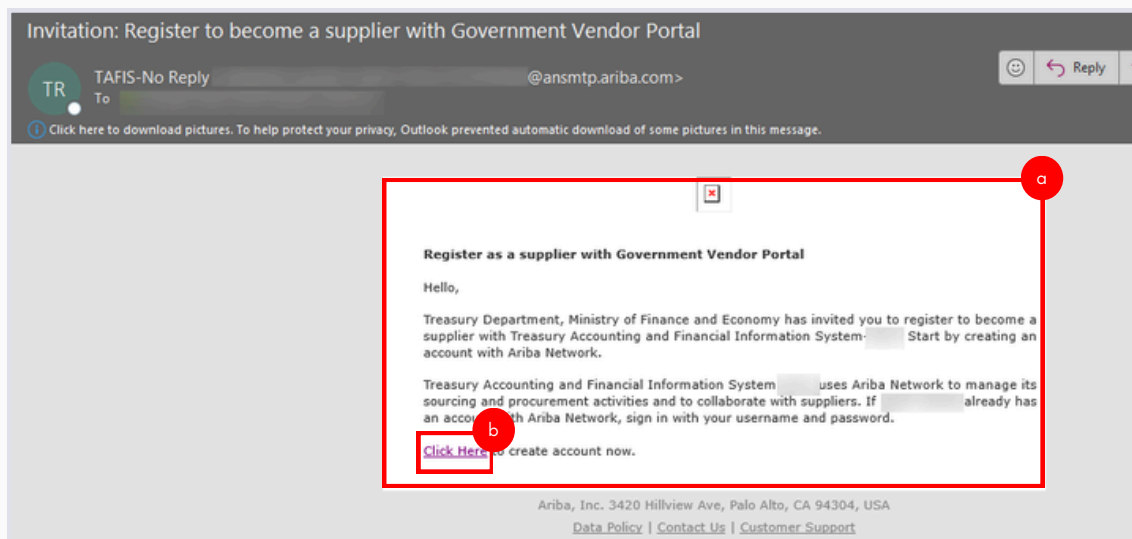 Invitation: Register to become a supplier with Government Vendor Portal
TR
TAFIS-No Reply @ansmtp.ariba.com>
Reply
To
Click here to download pictures. To help protect your privacy, Outlook prevented automatic download of some pictures in this message.
a
Register as a supplier with Government Vendor Portal
Hello,
Treasury Department, Ministry of Finance and Economy has invited you to register to become a
supplier with Treasury Accounting and Financial Information System- Start by creating an
account with Ariba Network.
Treasury Accounting and Financial Information System uses Ariba Network to manage its
sourcing and procurement activities and to collaborate with suppliers. If already has
an account with Ariba Network, sign in with your username and password.
b
Click Here to create account now.
Ariba, Inc. 3420 Hillview Ave, Palo Alto, CA 94304, USA
Data Policy | Contact Us | Customer Support